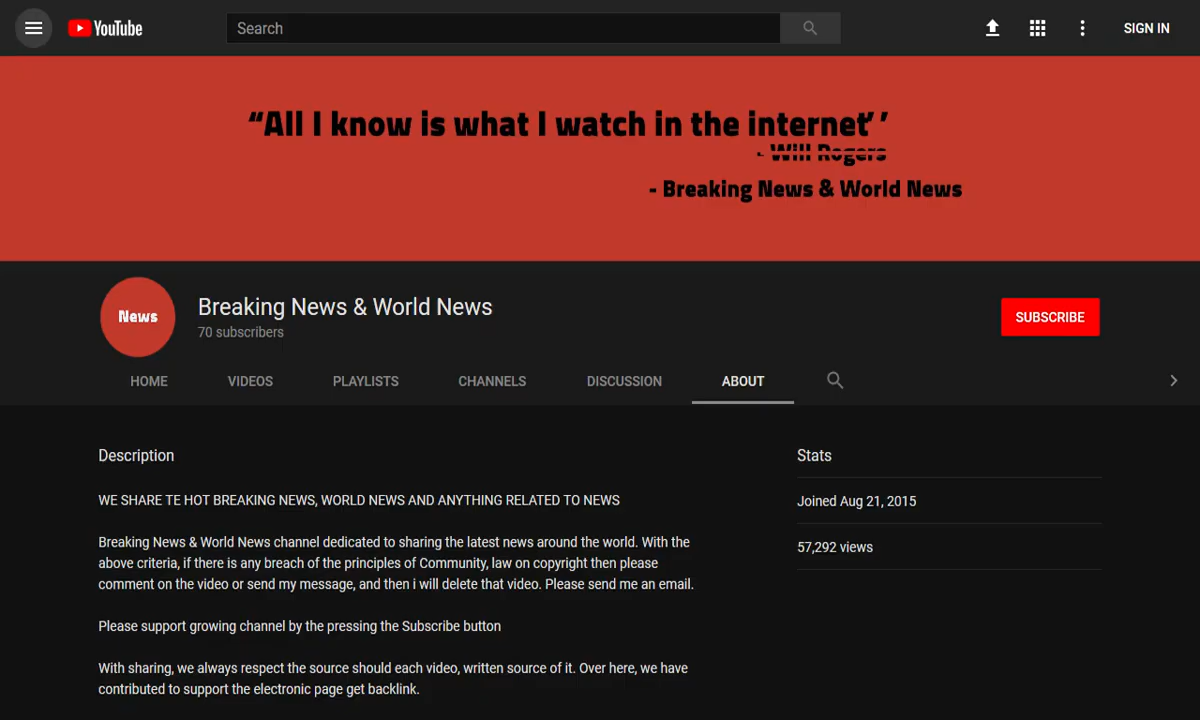 YouTube
Search
SIGN IN
“All I know is what I watch in the internet’’
- Will Rogers
- Breaking News & World News
News
Breaking News & World News
70 subscribers
SUBSCRIBE
HOME VIDEOS PLAYLISTS CHANNELS DISCUSSION ABOUT
Description
WE SHARE TE HOT BREAKING NEWS, WORLD NEWS AND ANYTHING RELATED TO NEWS
Breaking News & World News channel dedicated to sharing the latest news around the world. With the
above criteria, if there is any breach of the principles of Community, law on copyright then please
comment on the video or send my message, and then i will delete that video. Please send me an email.
Please support growing channel by the pressing the Subscribe button
With sharing, we always respect the source should each video, written source of it. Over here, we have
contributed to support the electronic page get backlink.
Stats
Joined Aug 21, 2015
57,292 views